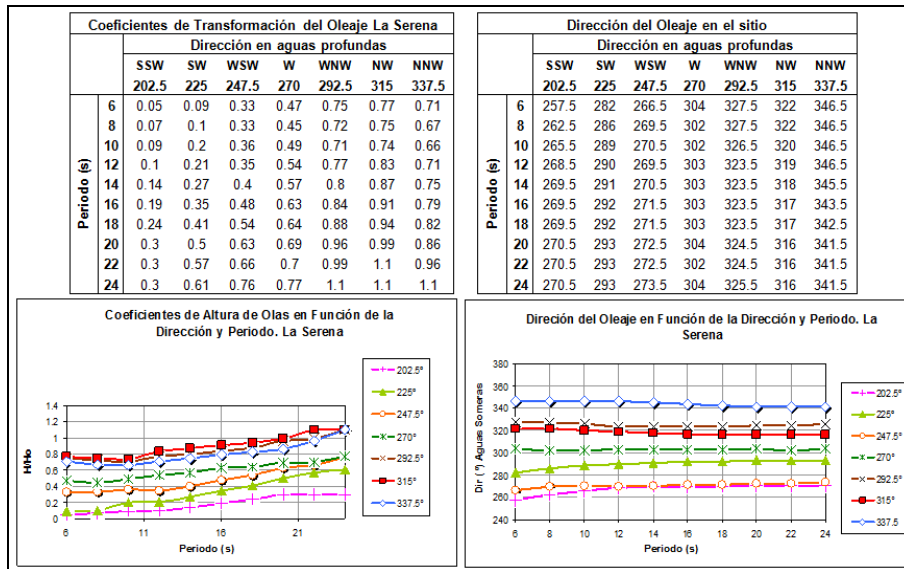 Coeficientes de Transformación del Oleaje La Serena
Dirección en aguas profundas
SSW SW WSW W WNW NW NNW
202.5 225 247.5 270 292.5 315 337.5
Periodo (s)
6 0.05 0.09 0.33 0.47 0.75 0.77 0.71
8 0.07 0.1 0.33 0.45 0.72 0.75 0.67
10 0.09 0.2 0.36 0.49 0.71 0.74 0.66
12 0.1 0.21 0.35 0.54 0.77 0.83 0.71
14 0.14 0.27 0.4 0.57 0.8 0.87 0.75
16 0.19 0.35 0.48 0.63 0.84 0.91 0.79
18 0.24 0.41 0.54 0.64 0.88 0.94 0.82
20 0.3 0.5 0.63 0.69 0.96 0.99 0.86
22 0.3 0.57 0.66 0.7 0.99 1.1 0.96
24 0.3 0.61 0.76 0.77 1.1 1.1 1.1
Dirección del Oleaje en el sitio
Dirección en aguas profundas
SSW SW WSW W WNW NW NNW
202.5 225 247.5 270 292.5 315 337.5
Periodo (s)
6 257.5 282 266.5 304 327.5 322 346.5
8 262.5 286 269.5 302 327.5 322 346.5
10 265.5 289 270.5 302 326.5 320 346.5
12 268.5 290 269.5 303 323.5 319 346.5
14 269.5 291 270.5 303 323.5 318 345.5
16 269.5 292 271.5 303 323.5 317 343.5
18 269.5 292 271.5 303 323.5 317 342.5
20 270.5 293 272.5 304 324.5 316 341.5
22 270.5 293 272.5 302 324.5 316 341.5
24 270.5 293 273.5 304 325.5 316 341.5
Coeficientes de Altura de Olas en Función de la
Dirección y Periodo. La Serena
H/Ho
1.4
1.2
1
0.8
0.6
0.4
0.2
0
6 11 16 21
Periodo (s)
202.5º
225º
247.5º
270º
292.5º
315º
337.5º
Direción del Oleaje en Función de la Dirección y Periodo. La
Serena
Dir (º) Aguas Someras
380
360
340
320
300
280
260
240
6 8 10 12 14 16 18 20 22 24
Periodo (s)
202.5º
225º
247.5º
270º
292.5º
315º
337.5